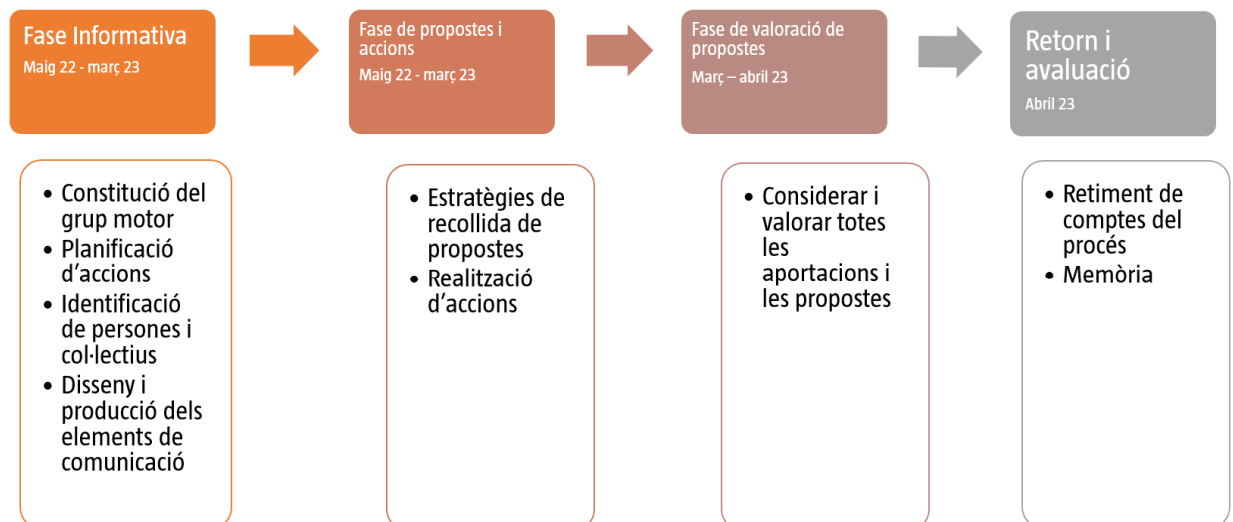 Fase Informativa
Maig 22 - març 23
Fase de propostes i
accions
Maig 22 - març 23
Fase de valoració de
propostes
Març – abril 23
Retorn i
avaluació
Abril 23
• Constitució del
grup motor
• Planificació
d’accions
• Identificació
de persones i
col·lectius
• Disseny i
producció dels
elements de
comunicació
• Estratègies de
recollida de
propostes
• Realització
d’accions
• Considerar i
valorar totes
les
aportacions i
les propostes
• Retiment de
comptes del
procés
• Memòria